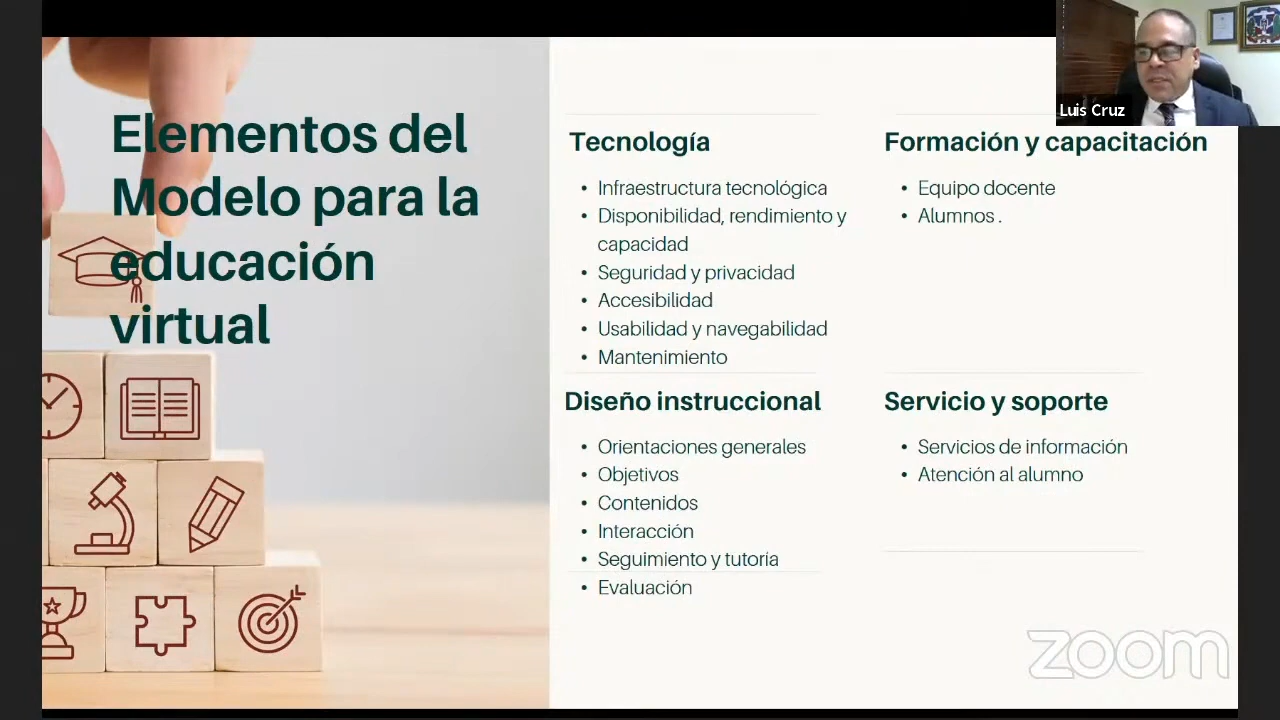 Elementos del
Modelo para la
educación
virtual
Tecnología
• Infraestructura tecnológica
• Disponibilidad, rendimiento y
capacidad
• Seguridad y privacidad
• Accesibilidad
• Usabilidad y navegabilidad
• Mantenimiento
Diseño instruccional
• Orientaciones generales
• Objetivos
• Contenidos
• Interacción
• Seguimiento y tutoria
• Evaluación
Formación y capacitación
• Equipo docente
• Alumnos .
Servicio y soporte
• Servicios de información
• Atención al alumno
Luis Cruz
zoom